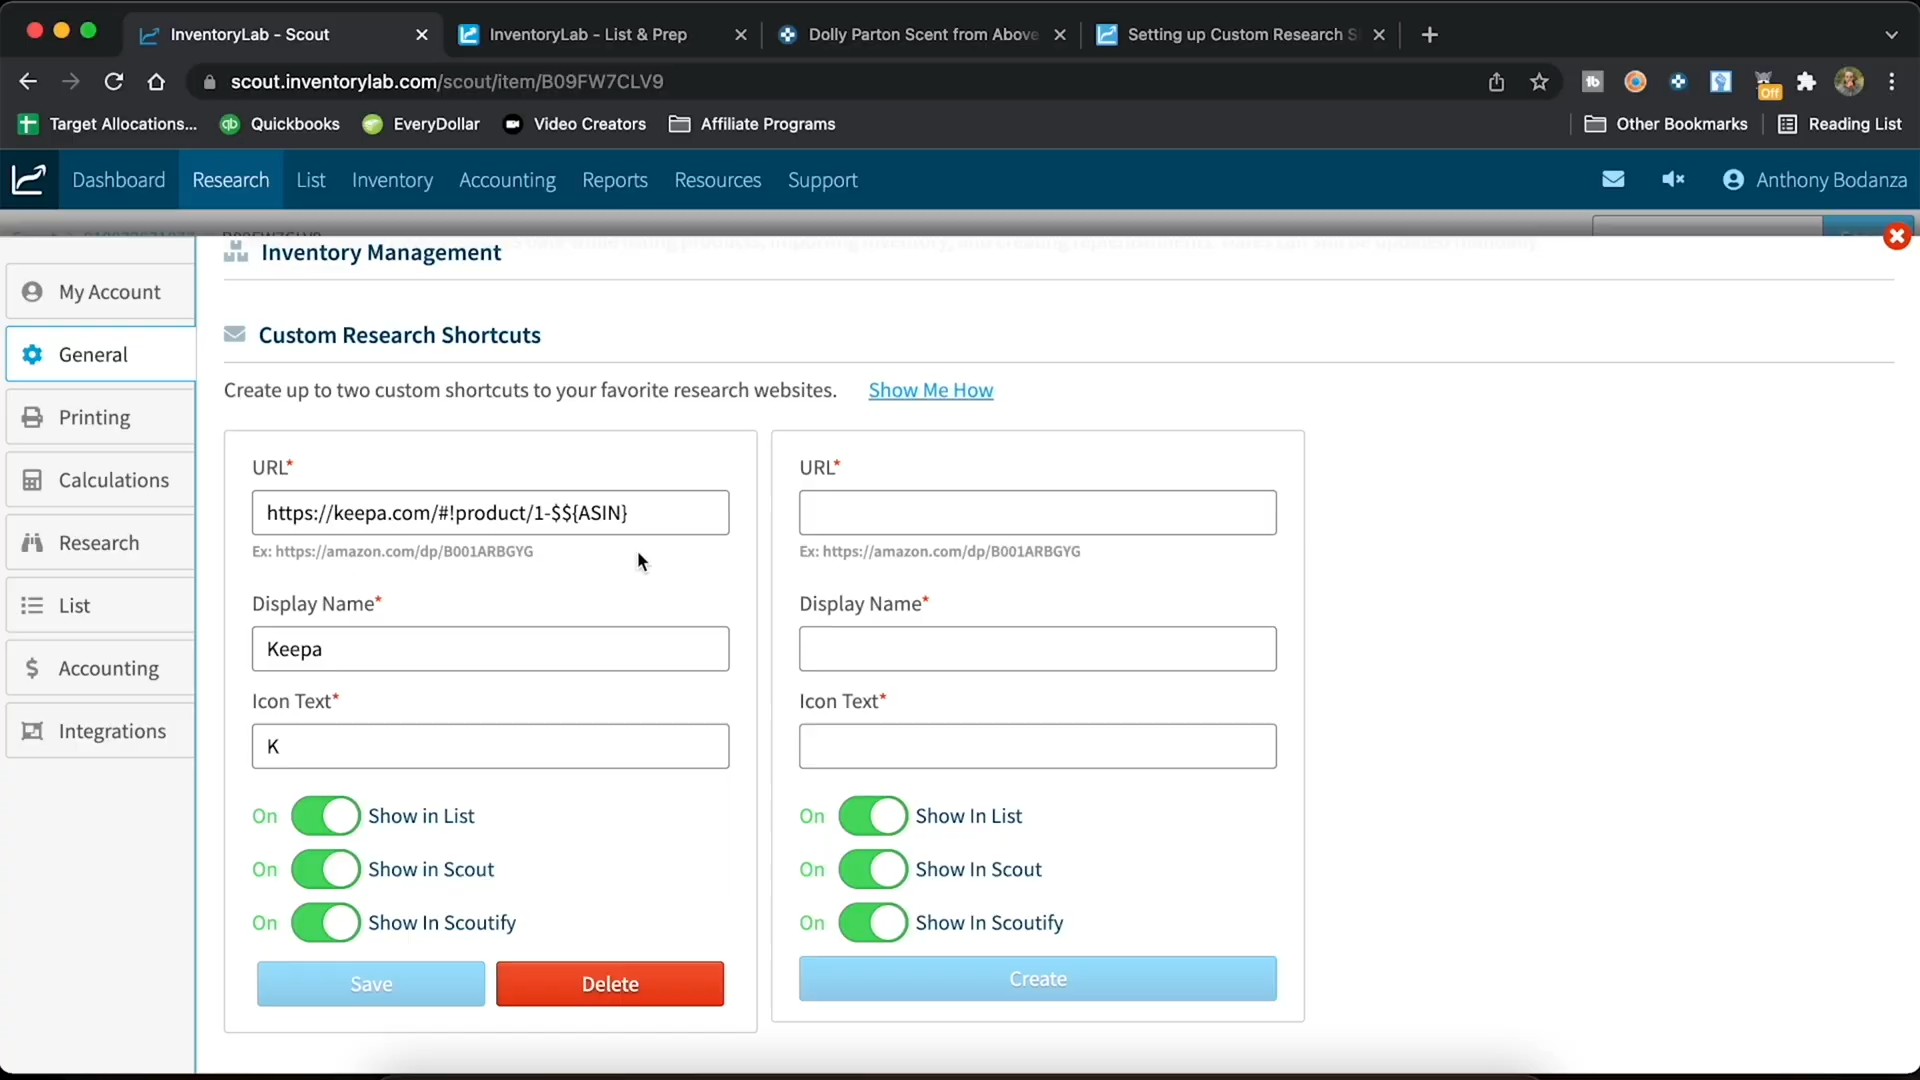 InventoryLab - Scout
InventoryLab - List & Prep
Dolly Parton Scent from Above
Setting up Custom Research S
scout.inventorylab.com/scout/item/B09FW7CLV9
Off
Target Allocations...
Quickbooks
EveryDollar
Video Creators
Affiliate Programs
Other Bookmarks
Reading List
Dashboard
Research
List
Inventory
Accounting
Reports
Resources
Support
Anthony Bodanza
Inventory Management
My Account
General
Printing
Calculations
Research
List
Accounting
Integrations
Custom Research Shortcuts
Create up to two custom shortcuts to your favorite research websites. Show Me How
URL*
https://keepa.com/#!product/1-$${ASIN}
Ex: https://amazon.com/dp/B001ARBGYG
Display Name*
Keepa
Icon Text*
K
On Show in List
On Show in Scout
On Show In Scoutify
Save
Delete
URL*
Ex: https://amazon.com/dp/B001ARBGYG
Display Name*
Icon Text*
On Show In List
On Show In Scout
On Show In Scoutify
Create